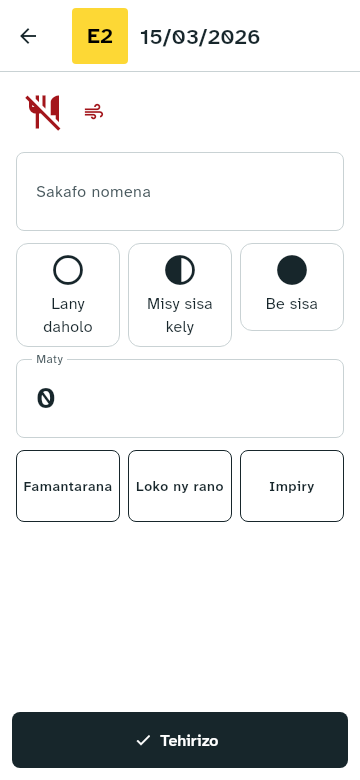 E2 15/03/2026
Sakafo nomena
Lany daholo
Misy sisa kely
Be sisa
Maty
0
Famantarana
Loko ny rano
Impiry
Tehirizo